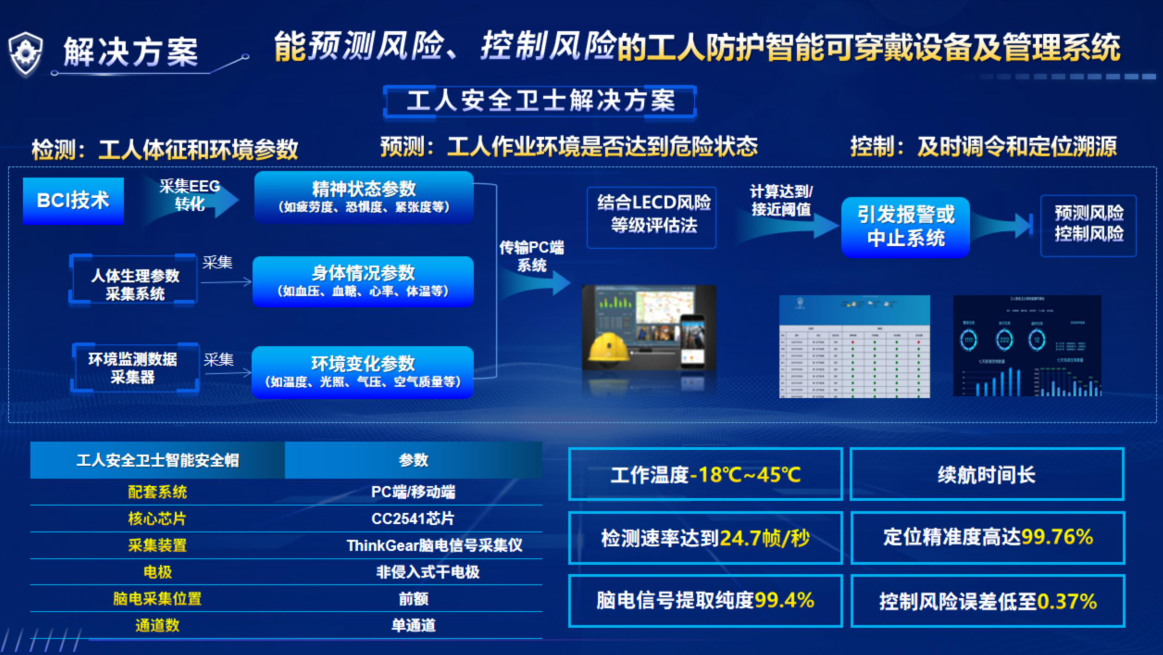 解决方案
能预测风险、控制风险的工人防护智能可穿戴设备及管理系统
工人安全卫士解决方案
检测：工人体征和环境参数
预测：工人作业环境是否达到危险状态
控制：及时调令和定位溯源
BCI技术
采集EEG
转化
精神状态参数
（如疲劳度、恐惧度、紧张度等）
人体生理参数
采集系统
采集
身体情况参数
（如血压、血糖、心率、体温等）
环境监测数据
采集器
采集
环境变化参数
（如温度、光照、气压、空气质量等）
传输PC端
系统
结合LECD风险
等级评估法
计算达到/
接近阈值
引发报警或
中止系统
预测风险
控制风险
工人安全卫士智能安全帽 参数
配套系统 PC端/移动端
核心芯片 CC2541芯片
采集装置 ThinkGear脑电信号采集仪
电极 非侵入式干电极
脑电采集位置 前额
通道数 单通道
工作温度-18℃~45℃
续航时间长
检测速率达到24.7帧/秒
定位精准度高达99.76%
脑电信号提取纯度99.4%
控制风险误差低至0.37%